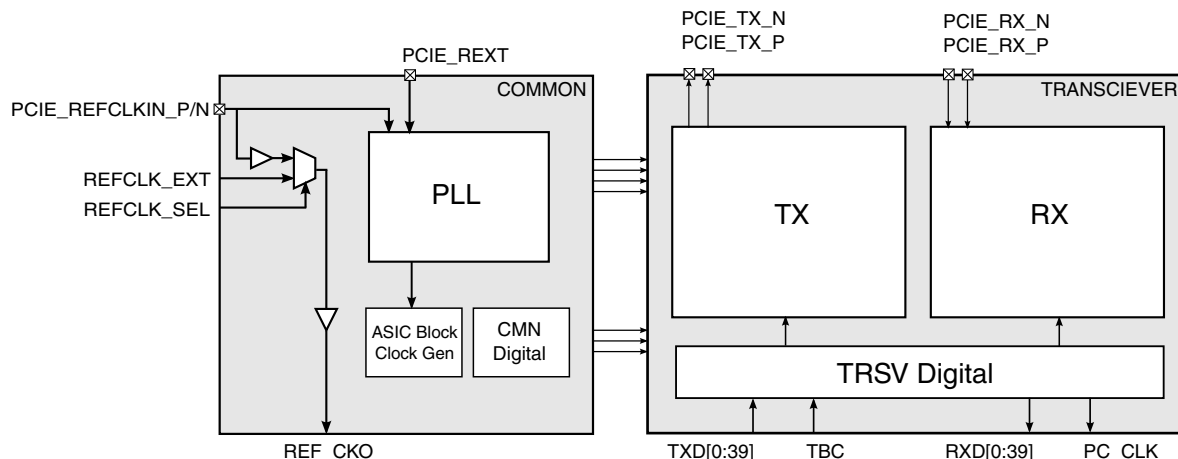 PCIE_TX_N
PCIE_TX_P
PCIE_RX_N
PCIE_RX_P
PCIE_REXT
COMMON
TRANSCIEVER
PCIE_REFCLKIN_P/N
REFCLK_EXT
REFCLK_SEL
PLL
TX
RX
ASIC Block
Clock Gen
CMN
Digital
TRSV Digital
REF_CKO
TXD[0:39]
TBC
RXD[0:39]
PC_CLK